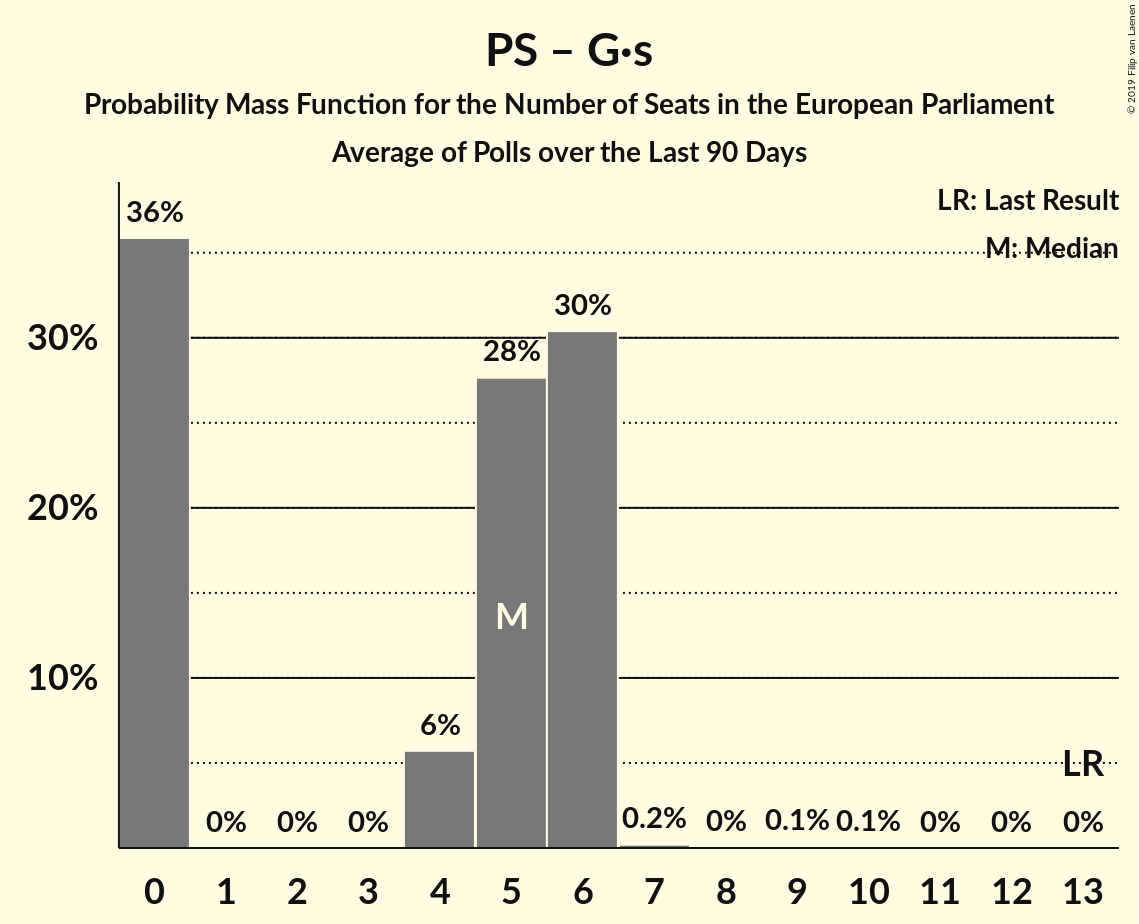 PS – G·s
Probability Mass Function for the Number of Seats in the European Parliament
Average of Polls over the Last 90 Days
© 2019 Filip van Laenen
LR: Last Result
M: Median
36%
30%
28%
6%
0%
0%
0%
0.2%
0%
0.1%
0.1%
0%
0%
0%
M
LR
30%
20%
10%
0 1 2 3 4 5 6 7 8 9 10 11 12 13